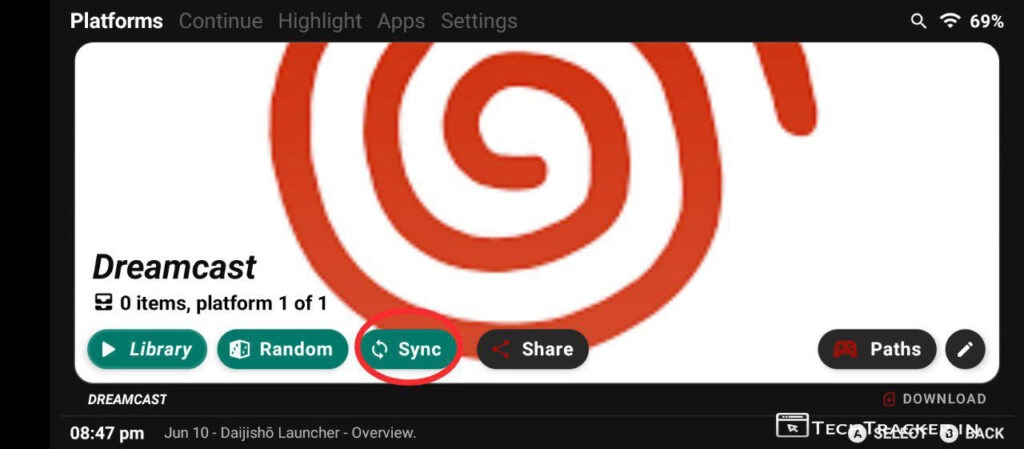 Platforms Continue Highlight Apps Settings 69%
Dreamcast
0 items, platform 1 of 1
Library Random Sync Share Paths
DREAMCAST DOWNLOAD
08:47 pm Jun 10 - Daijishō Launcher - Overview.
A SELECT B BACK
TECHTRACKER.IN